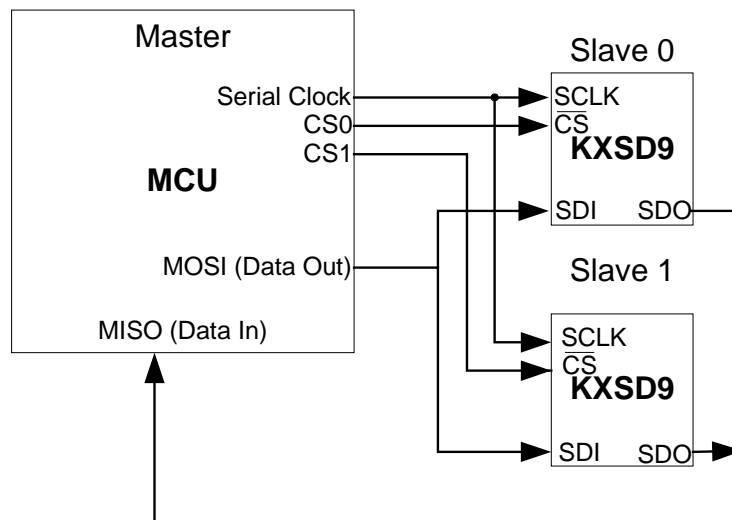 Master
Serial Clock
CS0
CS1
MCU
MOSI (Data Out)
MISO (Data In)
Slave 0
SCLK
CS
KXSD9
SDI SDO
Slave 1
SCLK
CS
KXSD9
SDI SDO